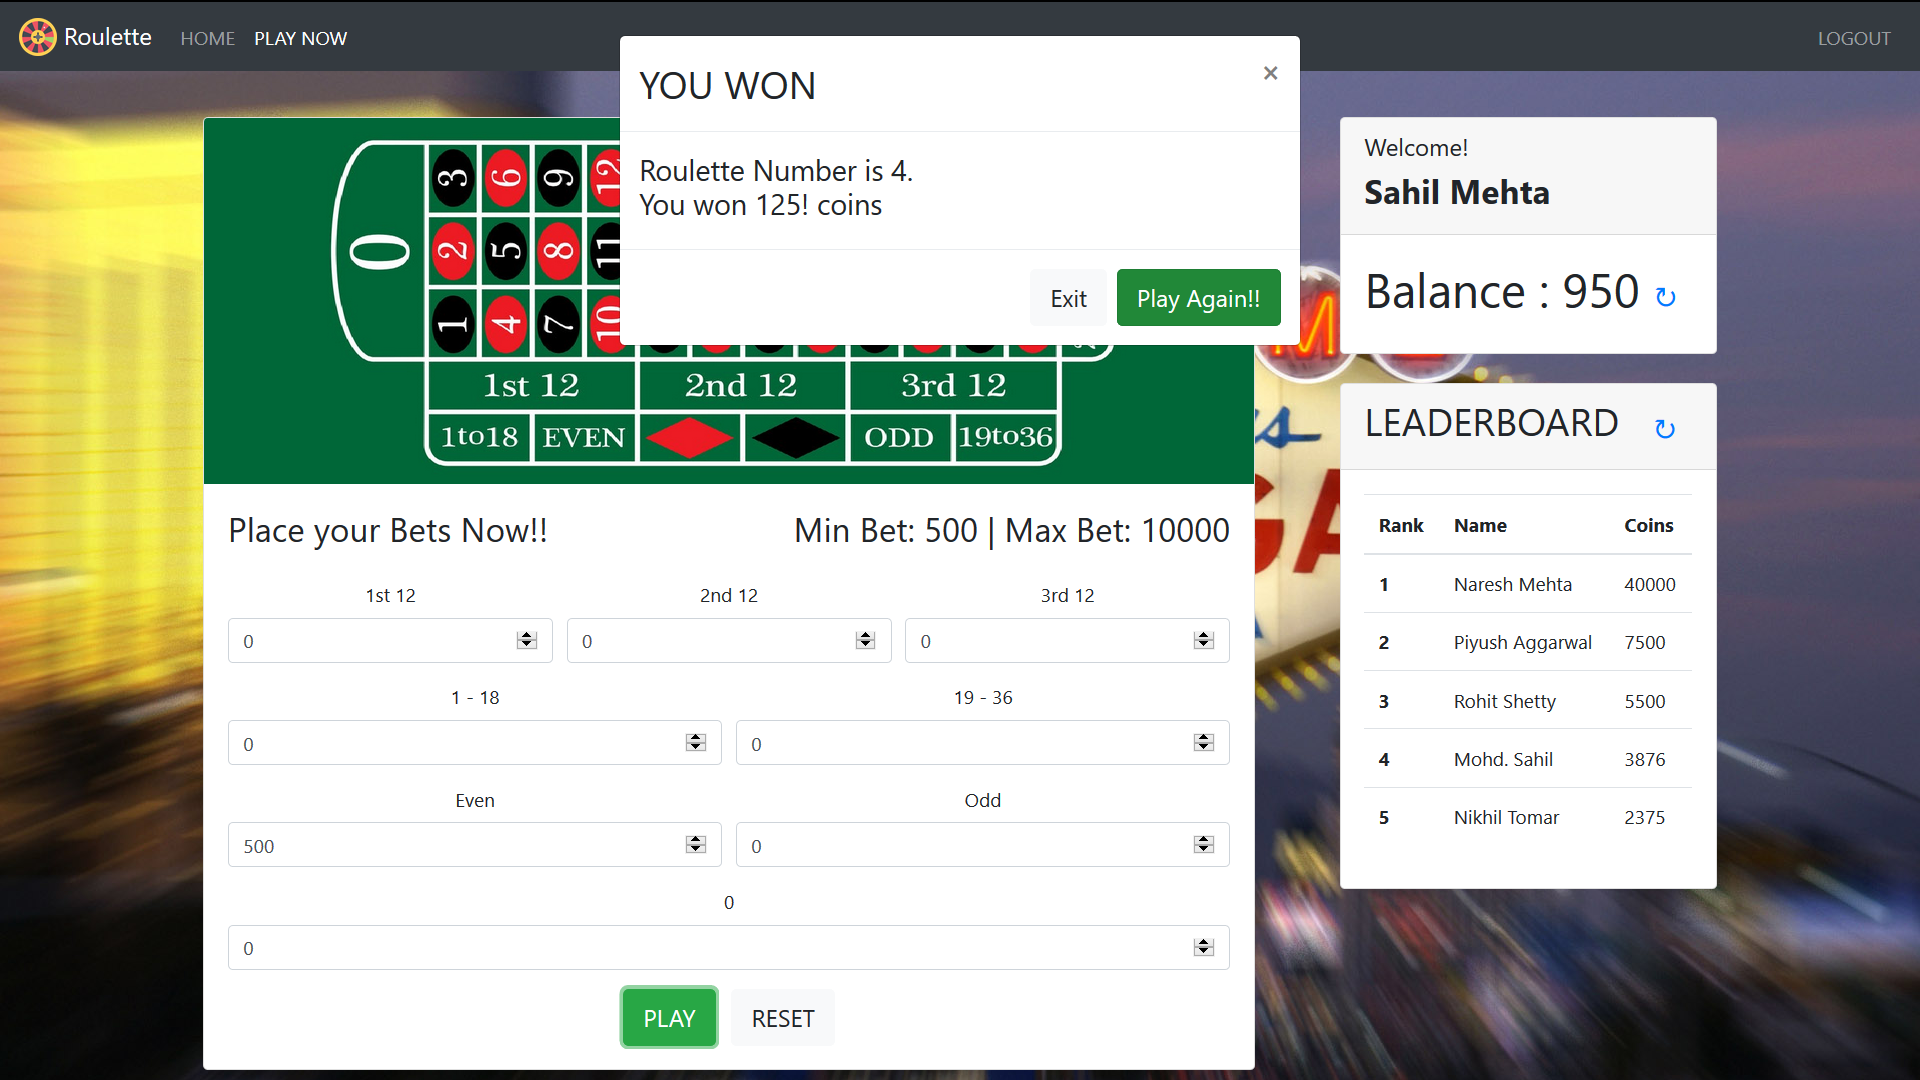 Roulette HOME PLAY NOW LOGOUT
YOU WON ×
Roulette Number is 4.
You won 125! coins
Exit Play Again!!
0 3 6 9 12
2 5 8 11
1 4 7 10
1st 12 2nd 12 3rd 12
1to18 EVEN ODD 19to36
Place your Bets Now!! Min Bet: 500 | Max Bet: 10000
1st 12 2nd 12 3rd 12
0 0 0
1 - 18 19 - 36
0 0
Even Odd
500 0
0
0
PLAY RESET
Welcome!
Sahil Mehta
Balance : 950
LEADERBOARD
Rank Name Coins
1 Naresh Mehta 40000
2 Piyush Aggarwal 7500
3 Rohit Shetty 5500
4 Mohd. Sahil 3876
5 Nikhil Tomar 2375